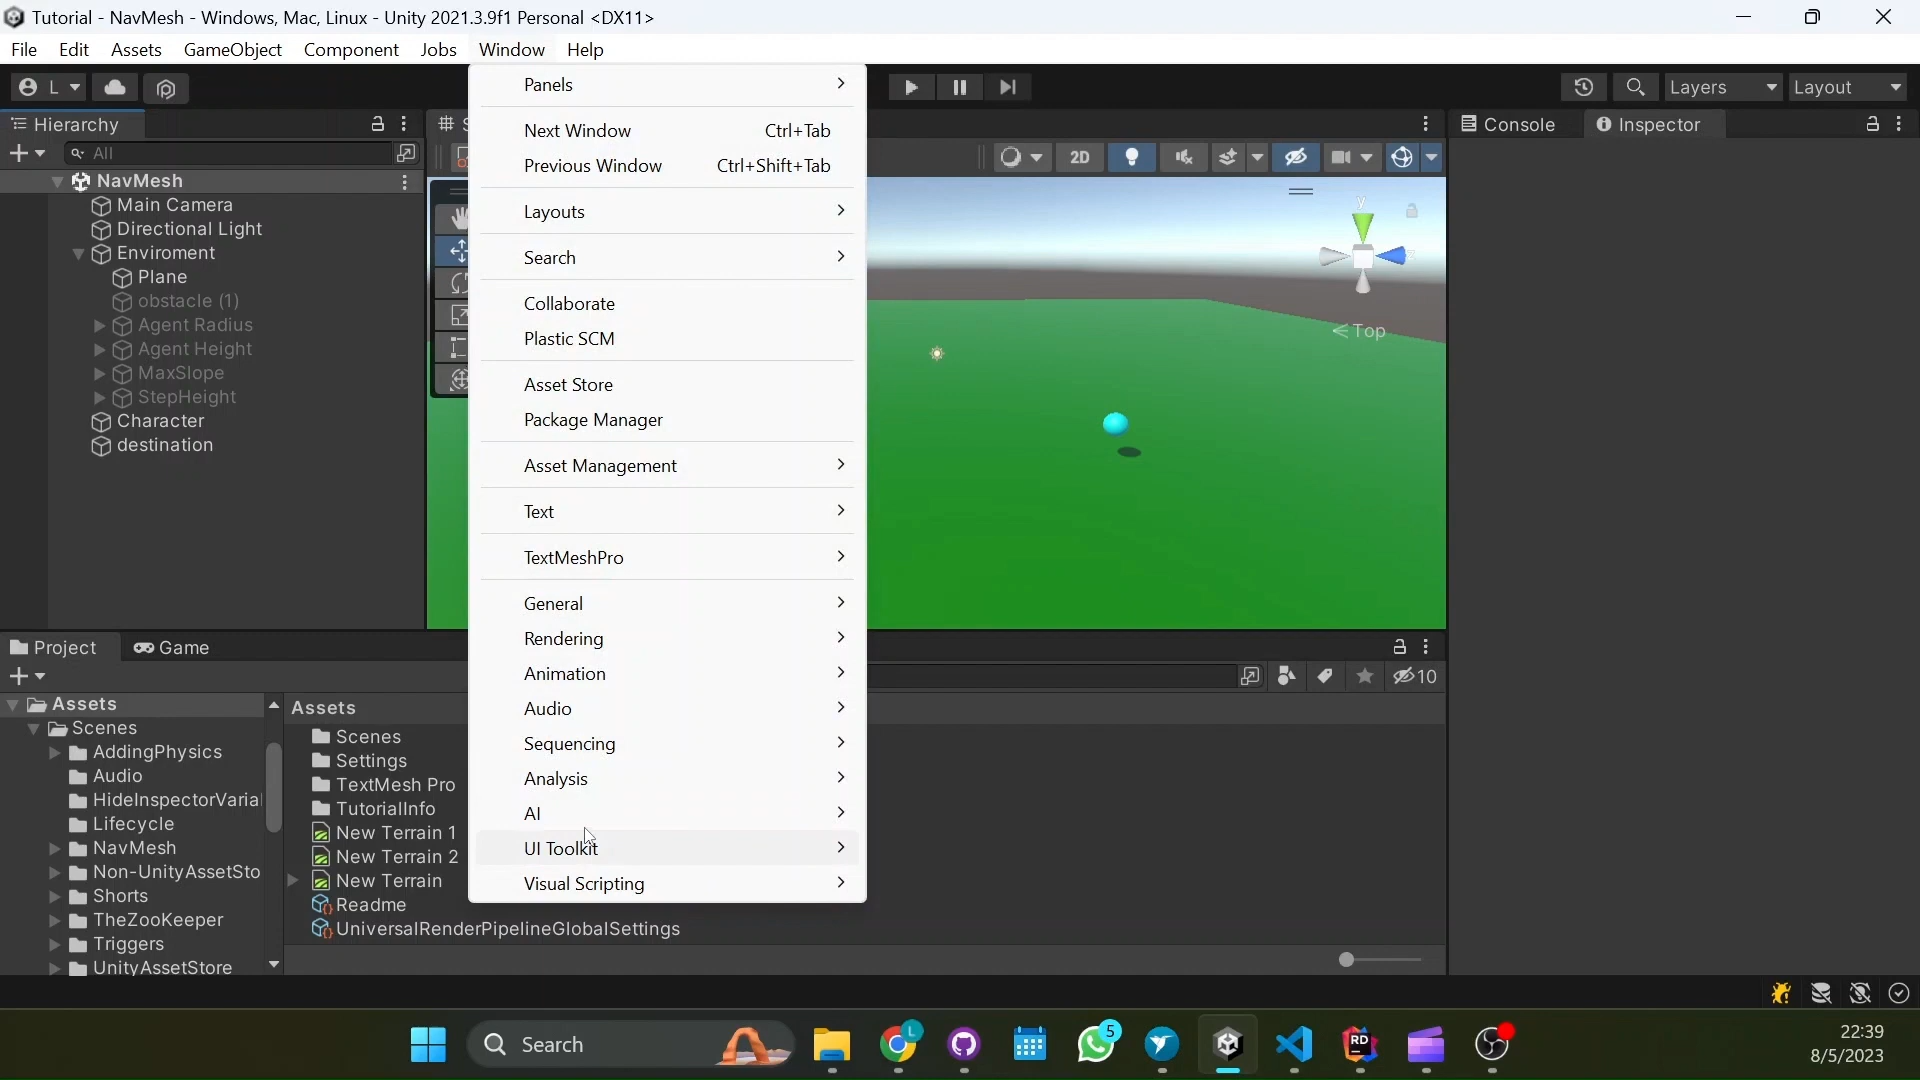 Tutorial - NavMesh - Windows, Mac, Linux - Unity 2021.3.9f1 Personal <DX11>
File Edit Assets GameObject Component Jobs Window Help
L
Layers
Layout
Hierarchy
All
NavMesh
Main Camera
Directional Light
Enviroment
Plane
obstacle (1)
Agent Radius
Agent Height
MaxSlope
StepHeight
Character
destination
Panels
Next Window Ctrl+Tab
Previous Window Ctrl+Shift+Tab
Layouts
Search
Collaborate
Plastic SCM
Asset Store
Package Manager
Asset Management
Text
TextMeshPro
General
Rendering
Animation
Audio
Sequencing
Analysis
AI
UI Toolkit
Visual Scripting
2D
y
< Top
Console
Inspector
Project
Game
10
Assets
Scenes
AddingPhysics
Audio
HideInspectorVarial
Lifecycle
NavMesh
Non-UnityAssetSto
Shorts
TheZooKeeper
Triggers
UnityAssetStore
Assets
Scenes
Settings
TextMesh Pro
TutorialInfo
New Terrain 1
New Terrain 2
New Terrain
Readme
UniversalRenderPipelineGlobalSettings
Search
L
5
RD
22:39
8/5/2023